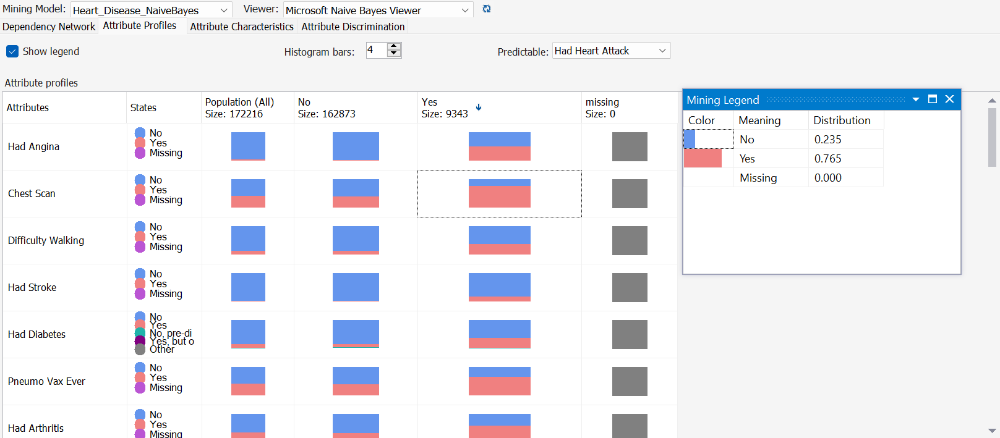 Mining Model: Heart_Disease_NaiveBayes Viewer: Microsoft Naive Bayes Viewer
Dependency Network Attribute Profiles Attribute Characteristics Attribute Discrimination
Show legend Histogram bars: 4 Predictable: Had Heart Attack
Attribute profiles
Attributes States Population (All) No Yes missing
Size: 172216 Size: 162873 Size: 9343 Size: 0
Had Angina
No
Yes
Missing
Chest Scan
No
Yes
Missing
Difficulty Walking
No
Yes
Missing
Had Stroke
No
Yes
Missing
Had Diabetes
No
Yes
No, pre-di
Yes, but o
Other
Pneumo Vax Ever
No
Yes
Missing
Had Arthritis
No
Yes
Missing
Mining Legend
Color Meaning Distribution
No 0.235
Yes 0.765
Missing 0.000